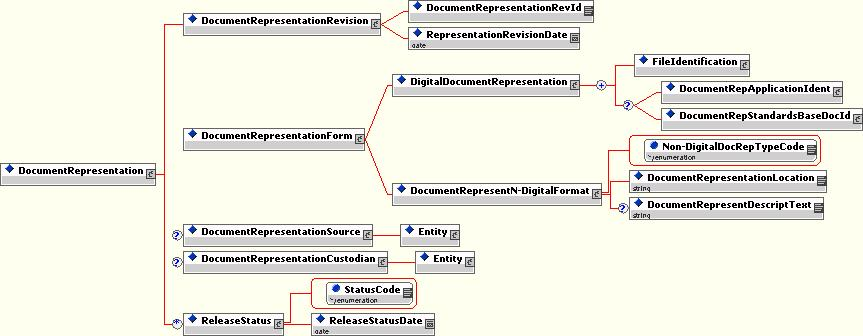 DocumentRepresentation
DocumentRepresentationRevision
DocumentRepresentationRevId
RepresentationRevisionDate
date
DocumentRepresentationForm
DigitalDocumentRepresentation
FileIdentification
DocumentRepApplicationIdent
DocumentRepStandardsBaseDocId
DocumentRepresentN-DigitalFormat
Non-DigitalDocRepTypeCode
enumeration
DocumentRepresentationLocation
string
DocumentRepresentDescriptText
string
DocumentRepresentationSource
Entity
DocumentRepresentationCustodian
Entity
ReleaseStatus
StatusCode
enumeration
ReleaseStatusDate
date